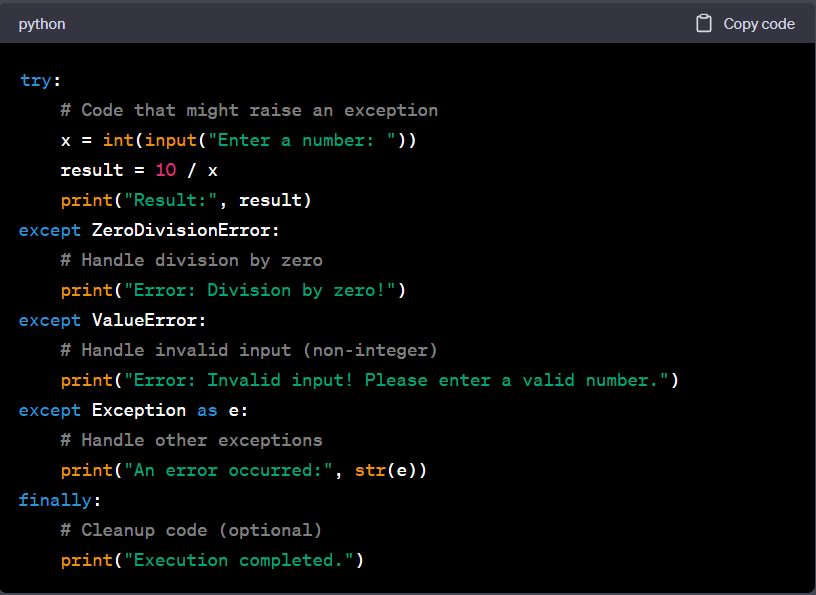 python
Copy code
try:
    # Code that might raise an exception
    x = int(input("Enter a number: "))
    result = 10 / x
    print("Result:", result)
except ZeroDivisionError:
    # Handle division by zero
    print("Error: Division by zero!")
except ValueError:
    # Handle invalid input (non-integer)
    print("Error: Invalid input! Please enter a valid number.")
except Exception as e:
    # Handle other exceptions
    print("An error occurred:", str(e))
finally:
    # Cleanup code (optional)
    print("Execution completed.")